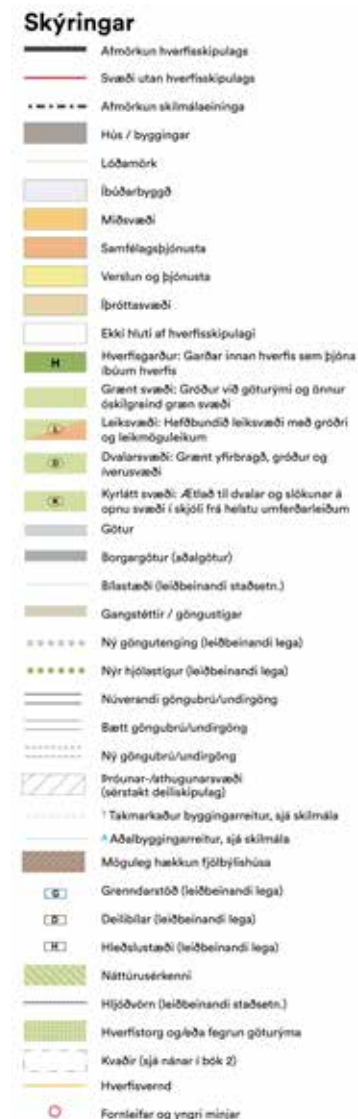 Skýringar
Afmörkun hverfisskipulags
Svæði utan hverfisskipulags
Afmörkun skilmálaeininga
Hús / byggingar
Lóðamörk
Íbúðarbyggð
Miðsvæði
Samfélagsþjónusta
Verslun og þjónusta
Íþróttasvæði
Ekki hluti af hverfisskipulagi
H
Hverfisgarður: Garðar innan hverfis sem þjóna
íbúum hverfis
Grænt svæði: Gróður við göturými og önnur
óskilgreind græn svæði
L
Leiksvæði: Hefðbundið leiksvæði með gróðri
og leikmöguleikum
D
Dvalarsvæði: Grænt yfirbragð, gróður og
íverusvæði
K
Kyrlátt svæði: Ætlað til dvalar og slökunar á
opnu svæði í skjóli frá helstu umferðarleiðum
Götur
Borgargötur (aðalgötur)
Bílastæði (leiðbeinandi staðsetn.)
Gangstéttir / göngustígar
Ný göngutenging (leiðbeinandi lega)
Nýr hjólastígur (leiðbeinandi lega)
Núverandi göngubrú/undirgöng
Bætt göngubrú/undirgöng
Ný göngubrú/undirgöng
Þróunar-/athugunarsvæði
(sérstakt deiliskipulag)
Takmarkaður byggingarreitur, sjá skilmála
Aðalbyggingarreitur, sjá skilmála
Möguleg hækkun fjölbýlishúsa
G
Grenndarstöð (leiðbeinandi lega)
D
Deilibílar (leiðbeinandi lega)
H
Hleðslustæði (leiðbeinandi lega)
Náttúrusérkenni
Hljóðvörn (leiðbeinandi staðsetn.)
Hverfistorg og/eða fegrun göturýma
Kvaðir (sjá nánar í bók 2)
Hverfisvernd
Fornleifar og yngri minjar